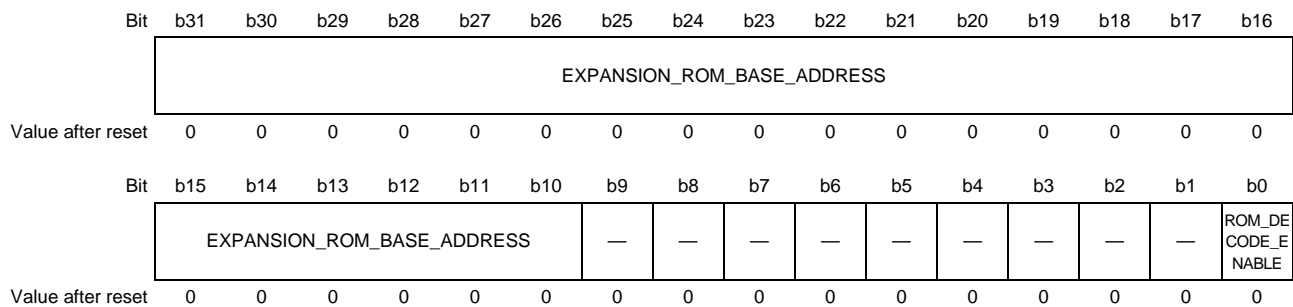 Bit b31 b30 b29 b28 b27 b26 b25 b24 b23 b22 b21 b20 b19 b18 b17 b16
EXPANSION_ROM_BASE_ADDRESS
Value after reset 0 0 0 0 0 0 0 0 0 0 0 0 0 0 0 0
Bit b15 b14 b13 b12 b11 b10 b9 b8 b7 b6 b5 b4 b3 b2 b1 b0
EXPANSION_ROM_BASE_ADDRESS — — — — — — — — — ROM_DE
CODE_E
NABLE
Value after reset 0 0 0 0 0 0 0 0 0 0 0 0 0 0 0 0